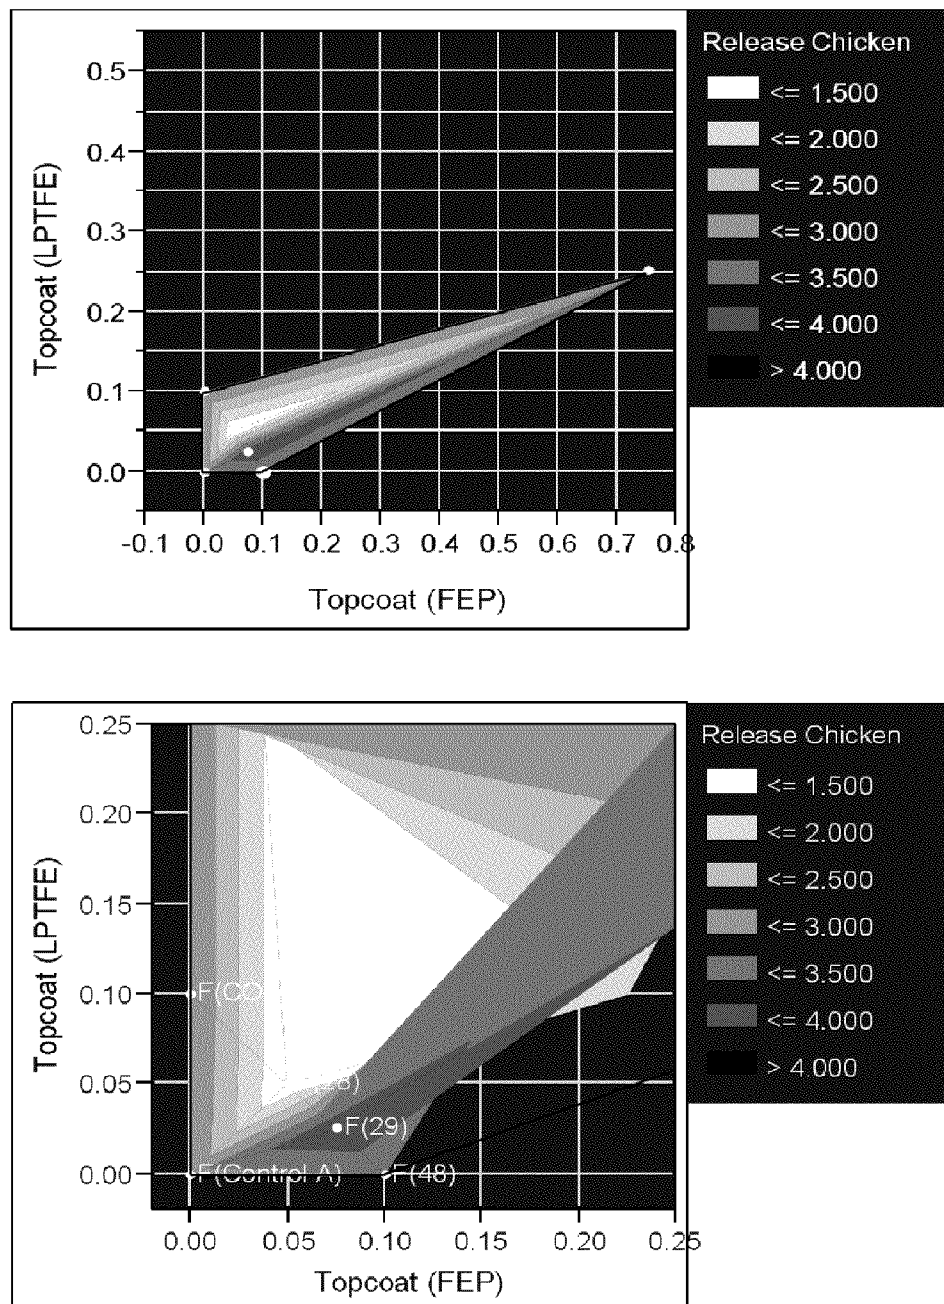 Release Chicken
<= 1.500
<= 2.000
<= 2.500
<= 3.000
<= 3.500
<= 4.000
> 4.000
Topcoat (LPTFE)
0.5
0.4
0.3
0.2
0.1
0.0
-0.1 0.0 0.1 0.2 0.3 0.4 0.5 0.6 0.7 0.8
Topcoat (FEP)
Release Chicken
<= 1.500
<= 2.000
<= 2.500
<= 3.000
<= 3.500
<= 4.000
> 4.000
Topcoat (LPTFE)
0.25
0.20
0.15
0.10
0.05
0.00
F(29)
F(Control A)
F(48)
0.00 0.05 0.10 0.15 0.20 0.25
Topcoat (FEP)